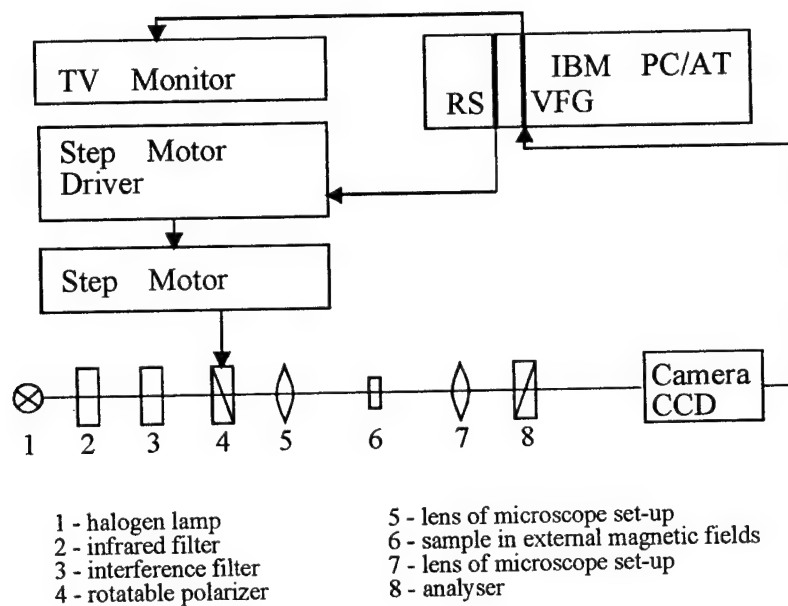 TV Monitor
IBM PC/AT
RS VFG
Step Motor
Driver
Step Motor
Camera
CCD
1 2 3 4 5 6 7 8
1 - halogen lamp
2 - infrared filter
3 - interference filter
4 - rotatable polarizer
5 - lens of microscope set-up
6 - sample in external magnetic fields
7 - lens of microscope set-up
8 - analyser